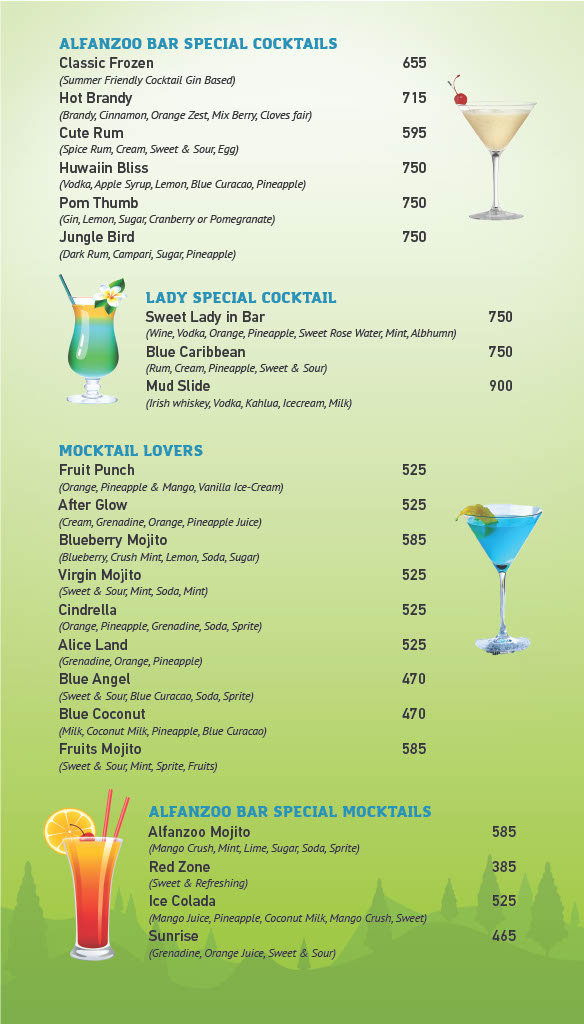 ALFANZOO BAR SPECIAL COCKTAILS
Classic Frozen 655
(Summer Friendly Cocktail Gin Based)
Hot Brandy 715
(Brandy, Cinnamon, Orange Zest, Mix Berry, Cloves fair)
Cute Rum 595
(Spice Rum, Cream, Sweet & Sour, Egg)
Huwaiin Bliss 750
(Vodka, Apple Syrup, Lemon, Blue Curacao, Pineapple)
Pom Thumb 750
(Gin, Lemon, Sugar, Cranberry or Pomegranate)
Jungle Bird 750
(Dark Rum, Campari, Sugar, Pineapple)
LADY SPECIAL COCKTAIL
Sweet Lady in Bar 750
(Wine, Vodka, Orange, Pineapple, Sweet Rose Water, Mint, Albhumn)
Blue Caribbean 750
(Rum, Cream, Pineapple, Sweet & Sour)
Mud Slide 900
(Irish whiskey, Vodka, Kahlua, Icecream, Milk)
MOCKTAIL LOVERS
Fruit Punch 525
(Orange, Pineapple & Mango, Vanilla Ice-Cream)
After Glow 525
(Cream, Grenadine, Orange, Pineapple Juice)
Blueberry Mojito 585
(Blueberry, Crush Mint, Lemon, Soda, Sugar)
Virgin Mojito 525
(Sweet & Sour, Mint, Soda, Mint)
Cindrella 525
(Orange, Pineapple, Grenadine, Soda, Sprite)
Alice Land 525
(Grenadine, Orange, Pineapple)
Blue Angel 470
(Sweet & Sour, Blue Curacao, Soda, Sprite)
Blue Coconut 470
(Milk, Coconut Milk, Pineapple, Blue Curacao)
Fruits Mojito 585
(Sweet & Sour, Mint, Sprite, Fruits)
ALFANZOO BAR SPECIAL MOCKTAILS
Alfanzoo Mojito 585
(Mango Crush, Mint, Lime, Sugar, Soda, Sprite)
Red Zone 385
(Sweet & Refreshing)
Ice Colada 525
(Mango Juice, Pineapple, Coconut Milk, Mango Crush, Sweet)
Sunrise 465
(Grenadine, Orange Juice, Sweet & Sour)